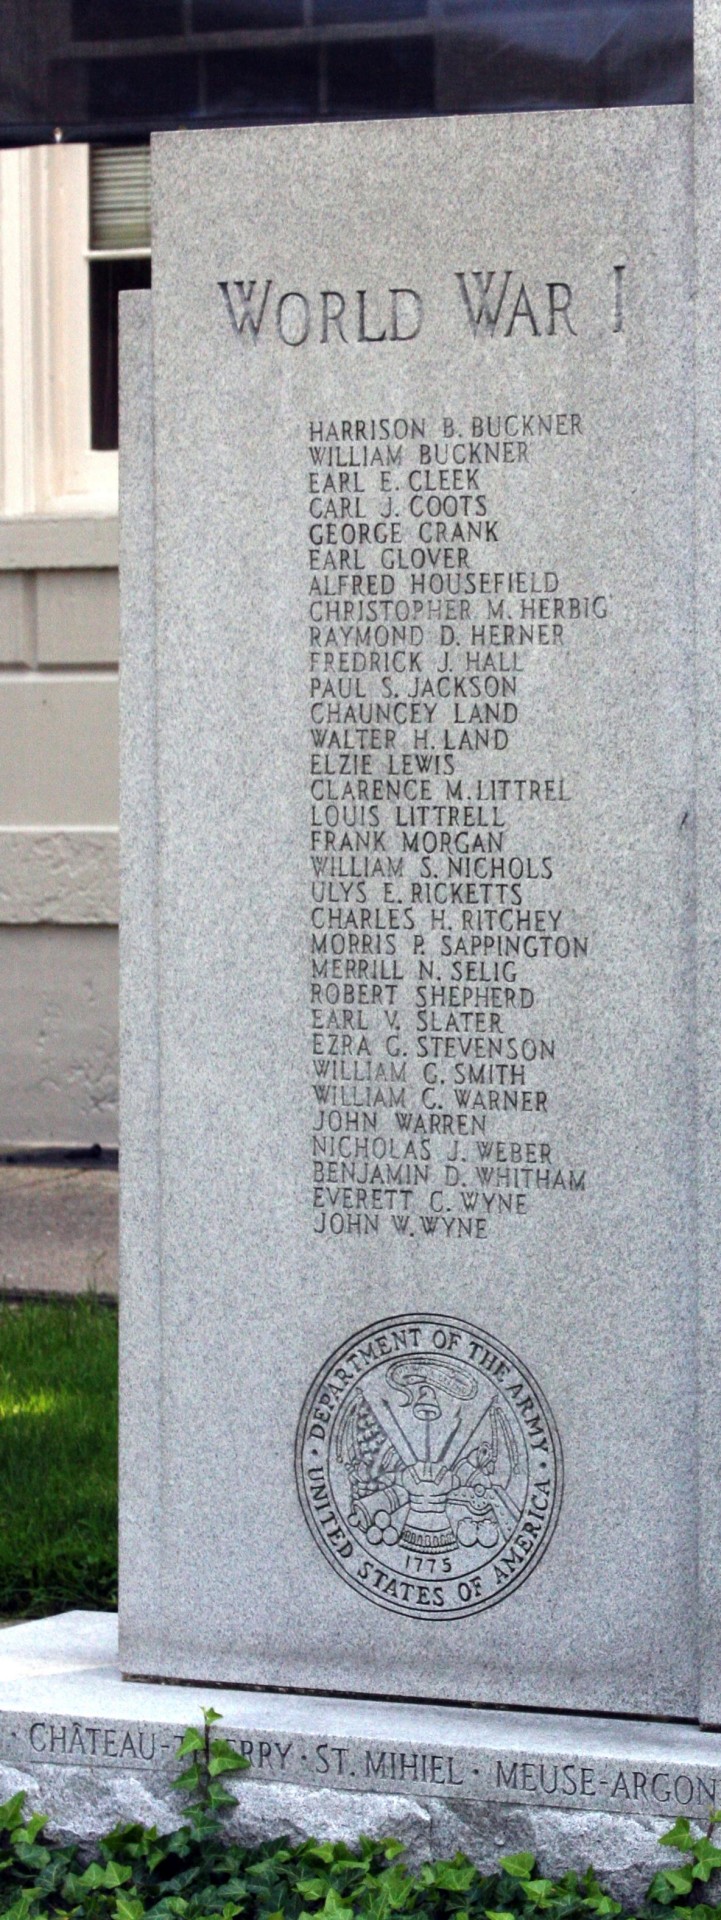 WORLD WAR I
HARRISON B. BUCKNER
WILLIAM BUCKNER
EARL E. CLEEK
CARL J. COOTS
GEORGE CRANK
EARL GLOVER
ALFRED HOUSEFIELD
CHRISTOPHER M. HERBIG
RAYMOND D. HERNER
FREDRICK J. HALL
PAUL S. JACKSON
CHAUNCEY LAND
WALTER H. LAND
ELZIE LEWIS
CLARENCE M. LITTREL
LOUIS LITTRELL
FRANK MORGAN
WILLIAM S. NICHOLS
ULYS E. RICKETTS
CHARLES H. RITCHEY
MORRIS P. SAPPINGTON
MERRILL N. SELIG
ROBERT SHEPHERD
EARL V. SLATER
EZRA G. STEVENSON
WILLIAM G. SMITH
WILLIAM C. WARNER
JOHN WARREN
NICHOLAS J. WEBER
BENJAMIN D. WHITHAM
EVERETT C. WYNE
JOHN W. WYNE
· DEPARTMENT OF THE ARMY ·
1775
UNITED STATES OF AMERICA
· CHÂTEAU-THIERRY · ST. MIHIEL · MEUSE-ARGON